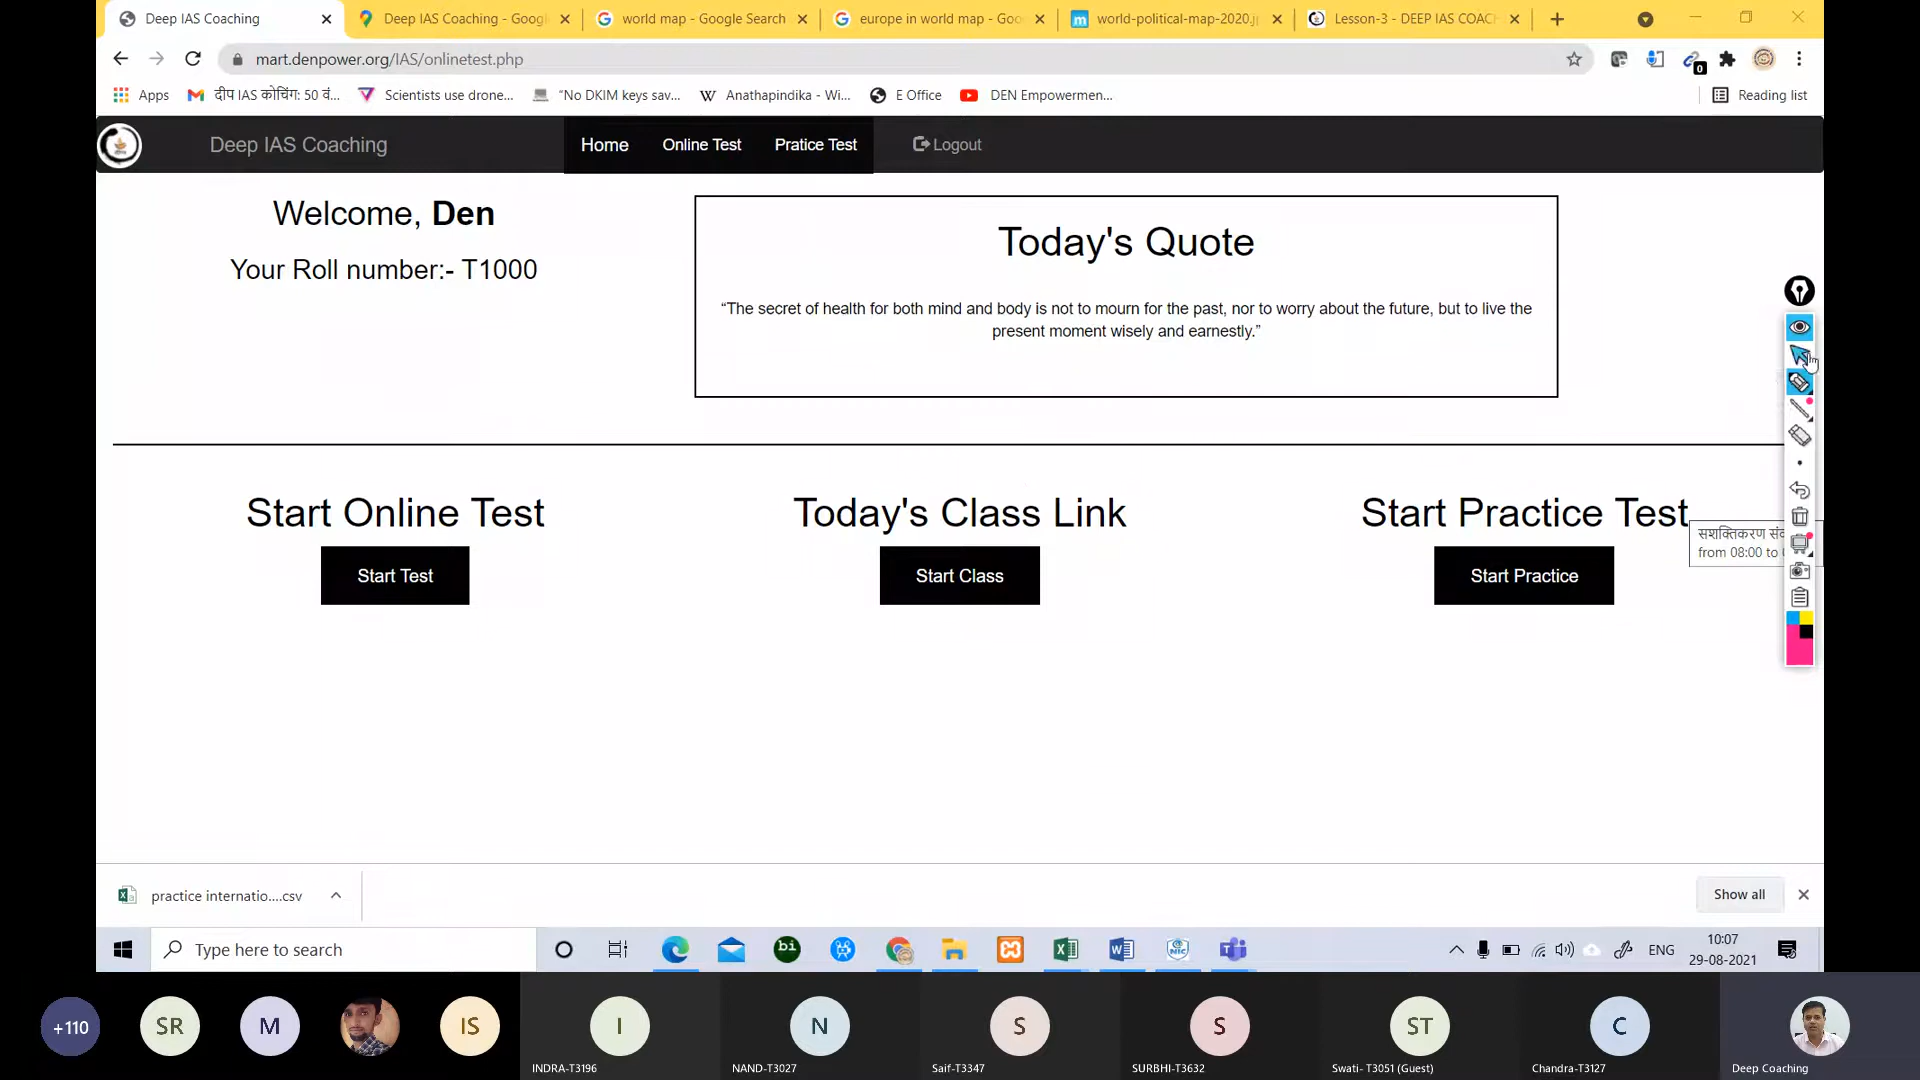 Deep IAS Coaching
Deep IAS Coaching - Googl
world map - Google Search
europe in world map - Goo
world-political-map-2020.j
Lesson-3 - DEEP IAS COAC
mart.denpower.org/IAS/onlinetest.php
0
Apps
दीप IAS कोचिंग: 50 वं...
Scientists use drone...
"No DKIM keys sav...
Anathapindika - Wi...
E Office
DEN Empowermen...
Reading list
Deep IAS Coaching
Home
Online Test
Pratice Test
Logout
Welcome, Den
Your Roll number:- T1000
Today's Quote
“The secret of health for both mind and body is not to mourn for the past, nor to worry about the future, but to live the
present moment wisely and earnestly.”
Start Online Test
Today's Class Link
Start Practice Test
Start Test
Start Class
Start Practice
सशक्तिकरण सं
from 08:00 to
practice internatio....csv
Show all
Type here to search
bi
NIC
ENG
10:07
29-08-2021
+110
SR
M
IS
I
N
S
S
ST
C
INDRA-T3196
NAND-T3027
Saif-T3347
SURBHI-T3632
Swati- T3051 (Guest)
Chandra-T3127
Deep Coaching